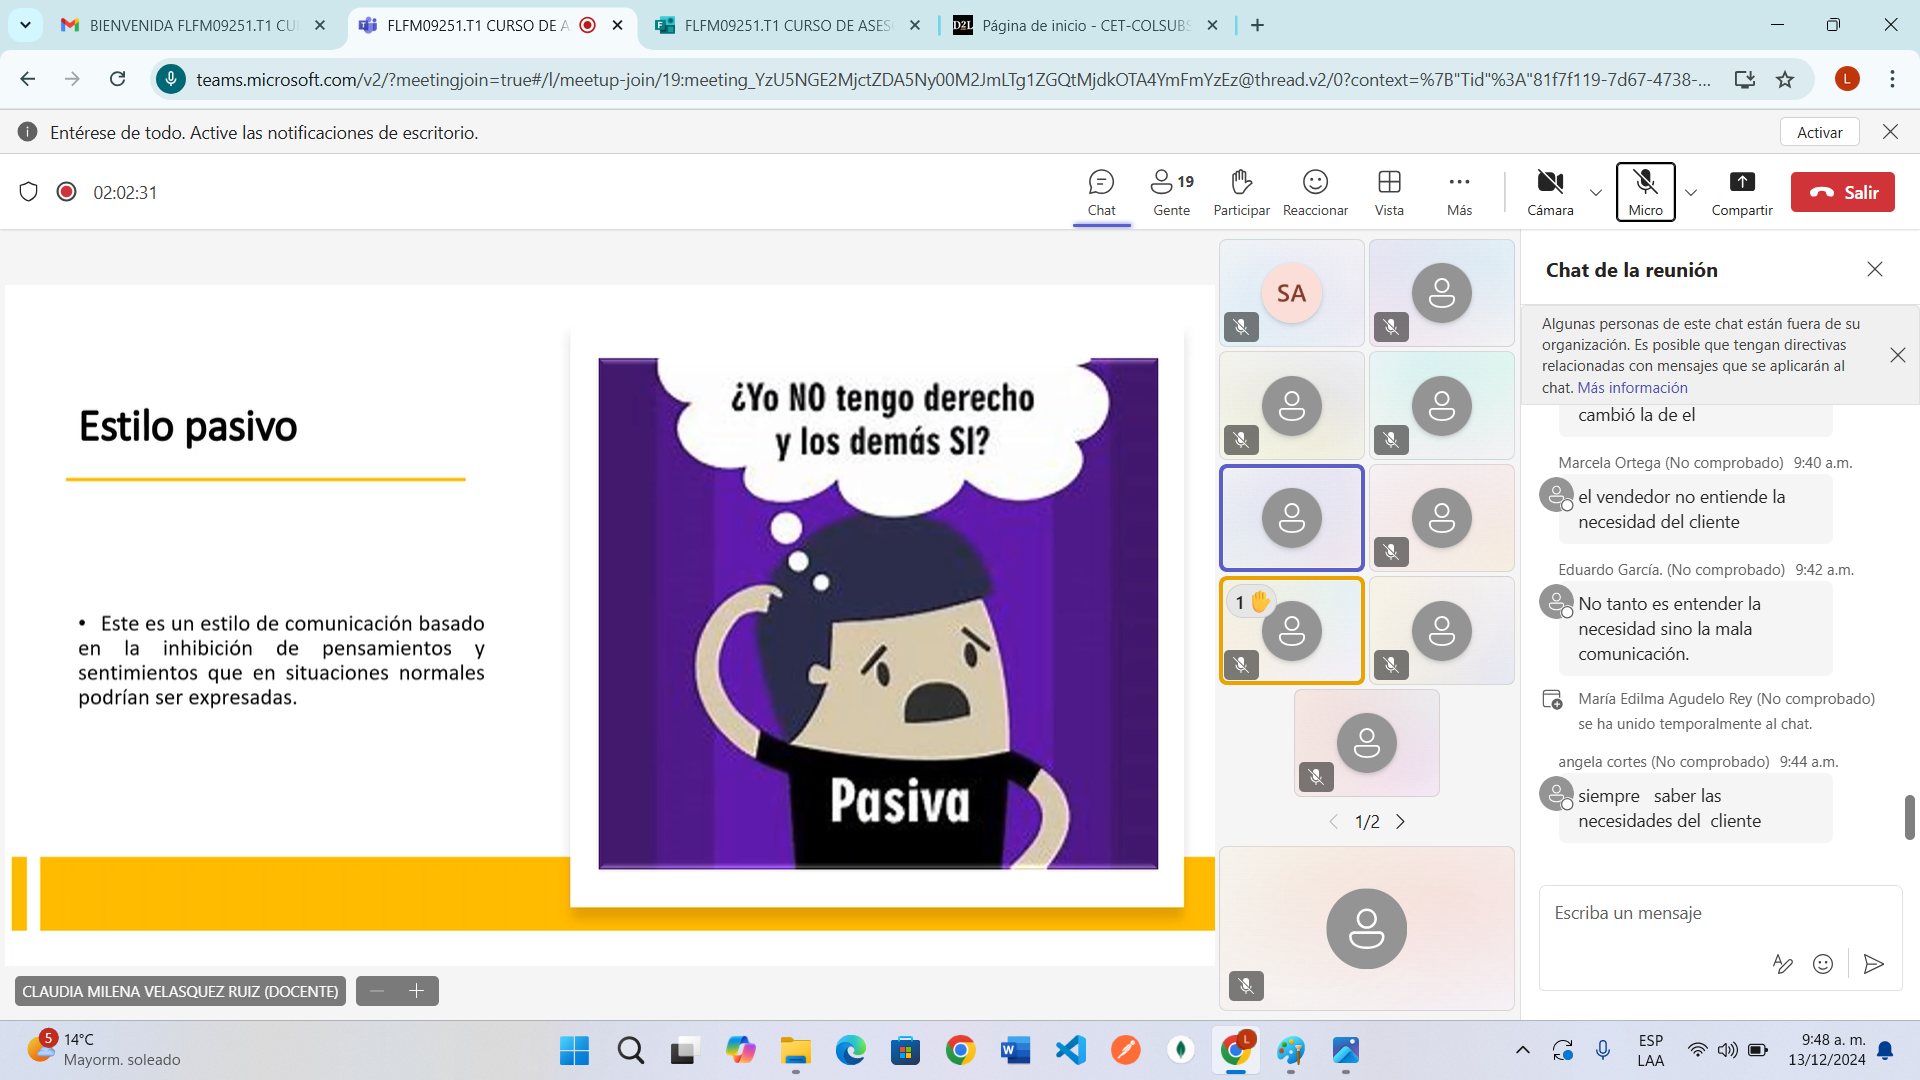 BIENVENIDA FLFM09251.T1 CU
FLFM09251.T1 CURSO DE A
FLFM09251.T1 CURSO DE ASES
D2L
Página de inicio - CET-COLSUBS
teams.microsoft.com/v2/?meetingjoin=true#/l/meetup-join/19:meeting_YzU5NGE2MjctZDA5Ny00M2JmLTg1ZGQtMjdkOTA4YmFmYzEz@thread.v2/0?context=%7B"Tid"%3A"81f7f119-7d67-4738-...
L
Entérese de todo. Active las notificaciones de escritorio.
Activar
02:02:31
Chat
19
Gente
Participar
Reaccionar
Vista
Más
Cámara
Micro
Compartir
Salir
Estilo pasivo
• Este es un estilo de comunicación basado
en la inhibición de pensamientos y
sentimientos que en situaciones normales
podrían ser expresadas.
¿Yo NO tengo derecho
y los demás SI?
Pasiva
CLAUDIA MILENA VELASQUEZ RUIZ (DOCENTE)
SA
1
1/2
Chat de la reunión
Algunas personas de este chat están fuera de su
organización. Es posible que tengan directivas
relacionadas con mensajes que se aplicarán al
chat. Más información
cambió la de el
Marcela Ortega (No comprobado) 9:40 a.m.
el vendedor no entiende la
necesidad del cliente
Eduardo García. (No comprobado) 9:42 a.m.
No tanto es entender la
necesidad sino la mala
comunicación.
María Edilma Agudelo Rey (No comprobado)
se ha unido temporalmente al chat.
angela cortes (No comprobado) 9:44 a.m.
siempre saber las
necesidades del cliente
Escriba un mensaje
5
14°C
Mayorm. soleado
W
L
ESP
LAA
9:48 a. m.
13/12/2024